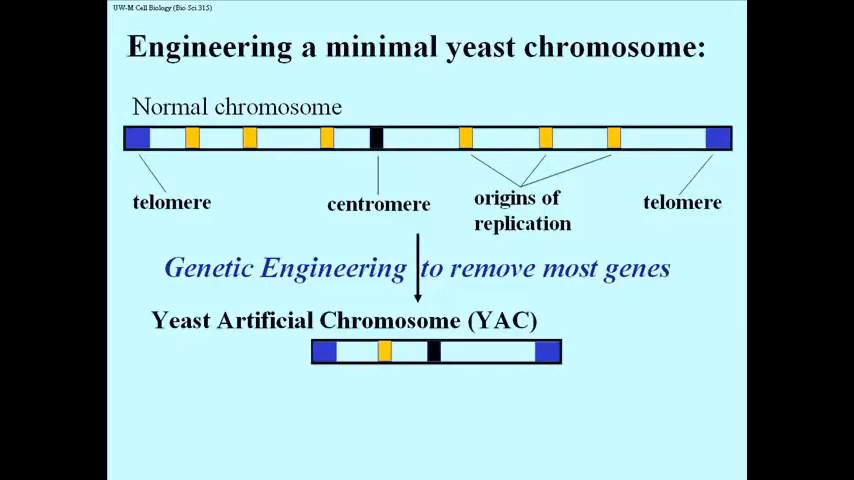 UW-M Cell Biology (Bio Sci 315)
Engineering a minimal yeast chromosome:
Normal chromosome
telomere
centromere
origins of
replication
telomere
Genetic Engineering to remove most genes
Yeast Artificial Chromosome (YAC)